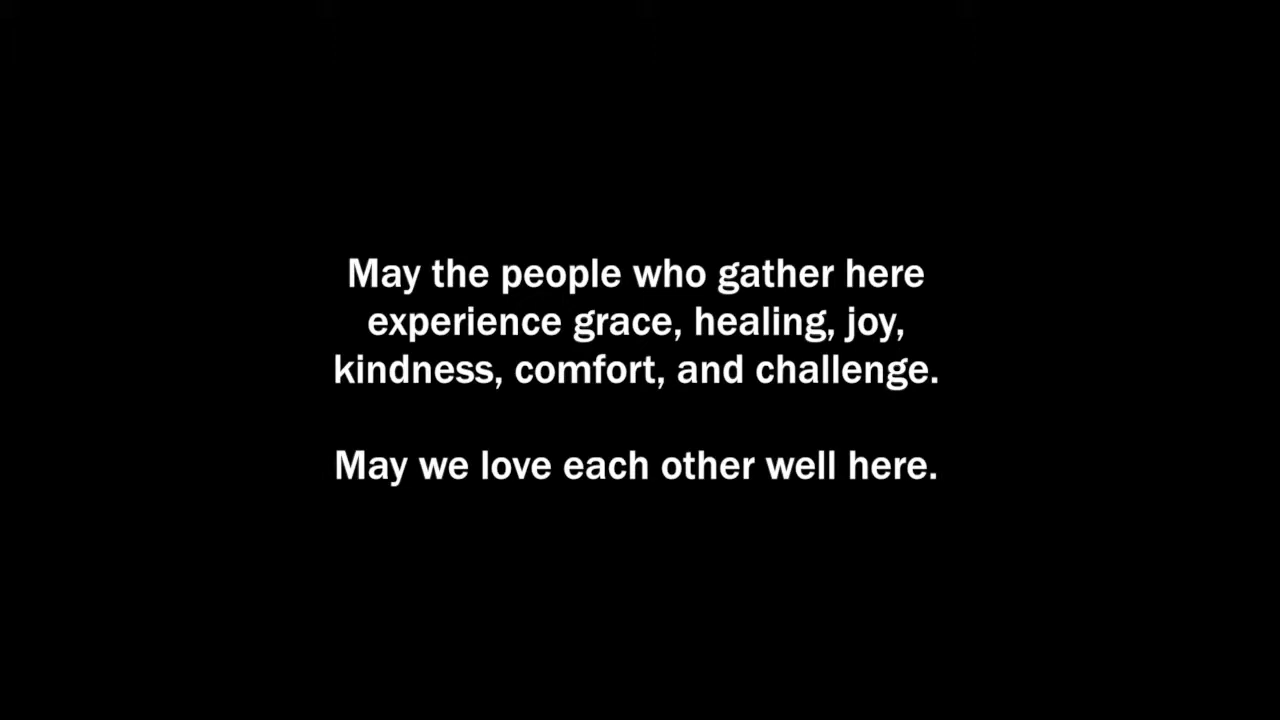 May the people who gather here
experience grace, healing, joy,
kindness, comfort, and challenge.
May we love each other well here.